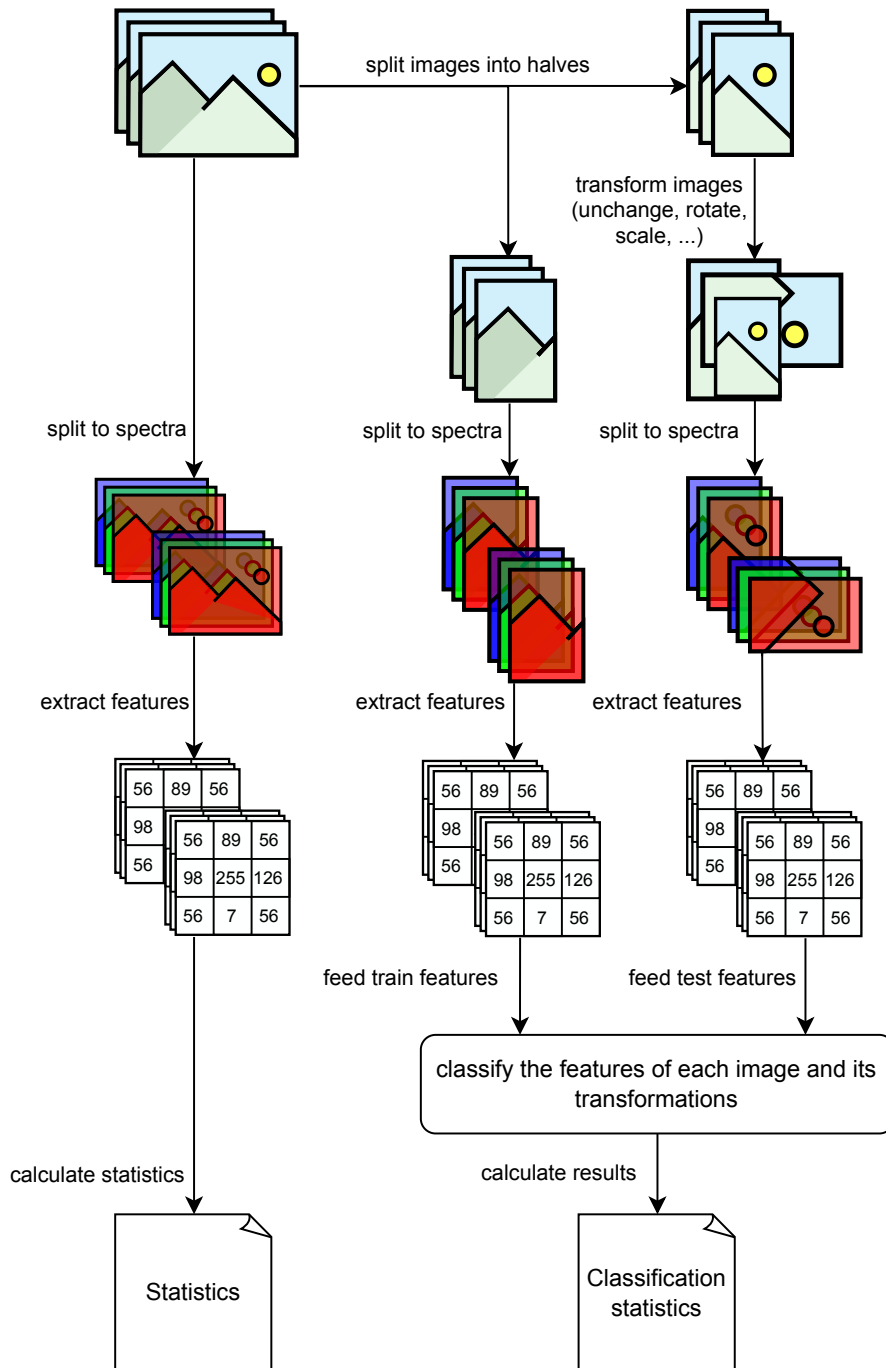 split images into halves
transform images
(unchange, rotate,
scale, ...)
split to spectra
split to spectra
split to spectra
extract features
extract features
extract features
56 89 56
98
56
56 89 56
98 255 126
56 7 56
56 89 56
98
56
56 89 56
98 255 126
56 7 56
56 89 56
98
56
56 89 56
98 255 126
56 7 56
feed train features
feed test features
classify the features of each image and its
transformations
calculate statistics
calculate results
Statistics
Classification
statistics